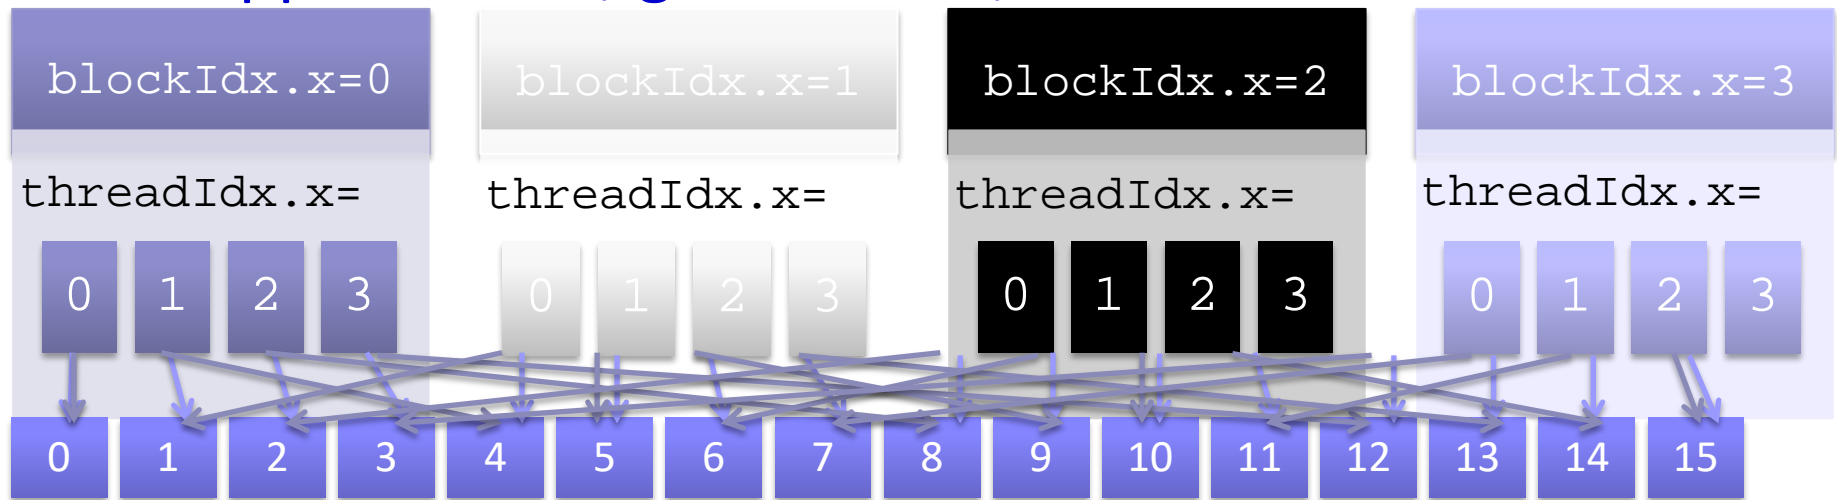 blockIdx.x=0 blockIdx.x=1 blockIdx.x=2 blockIdx.x=3
threadIdx.x= threadIdx.x= threadIdx.x= threadIdx.x=
0 1 2 3 0 1 2 3 0 1 2 3 0 1 2 3
0 1 2 3 4 5 6 7 8 9 10 11 12 13 14 15